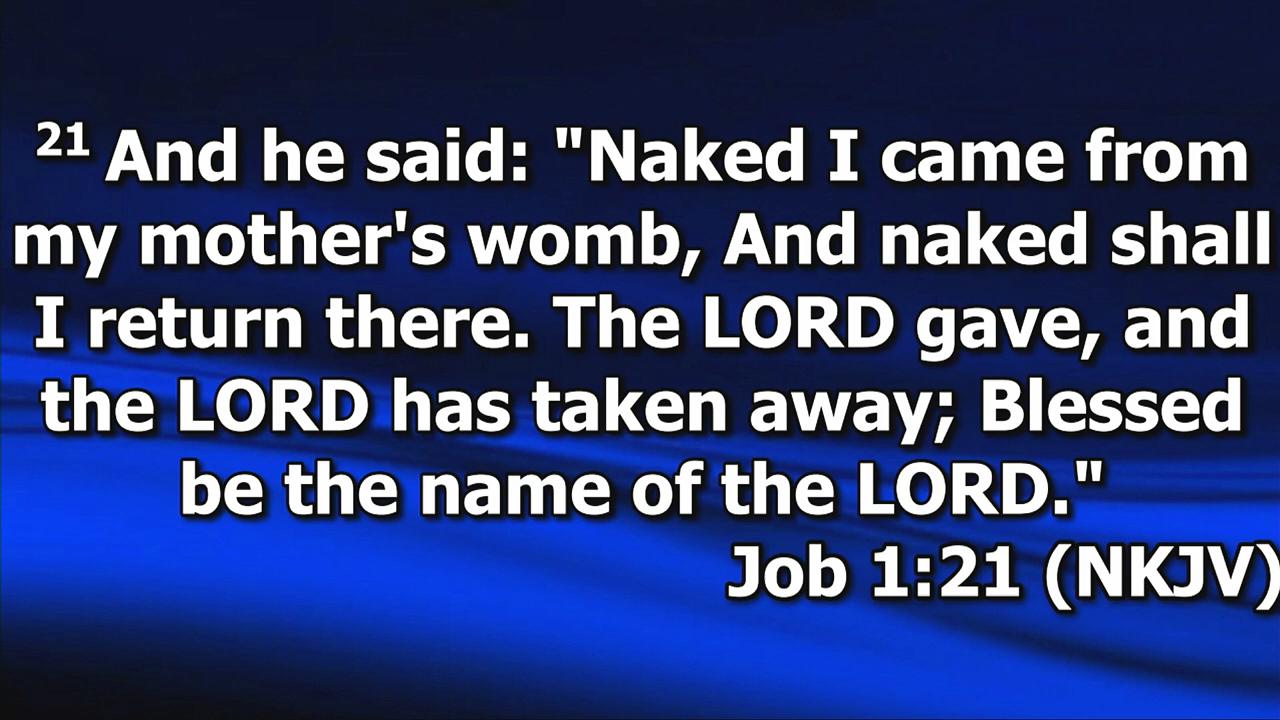 21 And he said: "Naked I came from
my mother's womb, And naked shall
I return there. The LORD gave, and
the LORD has taken away; Blessed
be the name of the LORD."
Job 1:21 (NKJV)